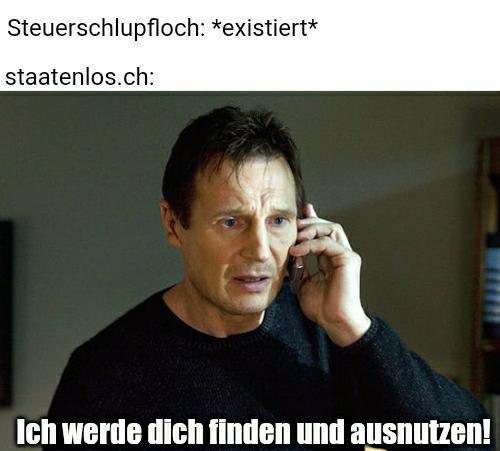 Steuerschlupfloch: *existiert*
staatenlos.ch:
Ich werde dich finden und ausnutzen!